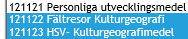 121121 Personliga utvecklingsmedel
121122 Fältresor Kulturgeografi
121123 HSV- Kulturgeografimedel